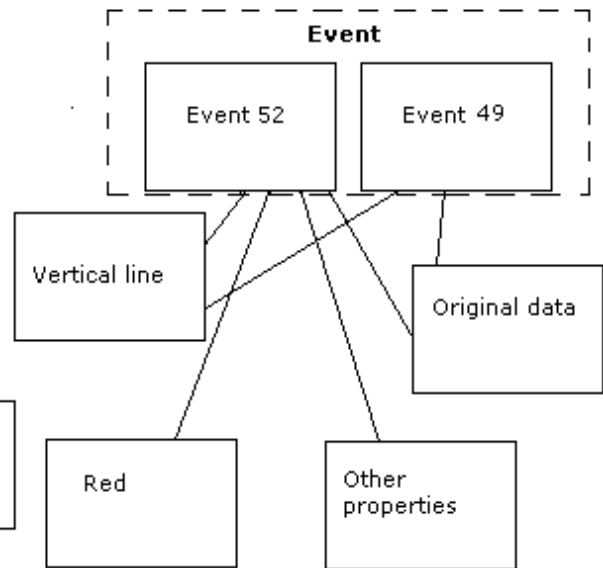 Event
Event 52
Event 49
Vertical line
Original data
Red
Other
properties